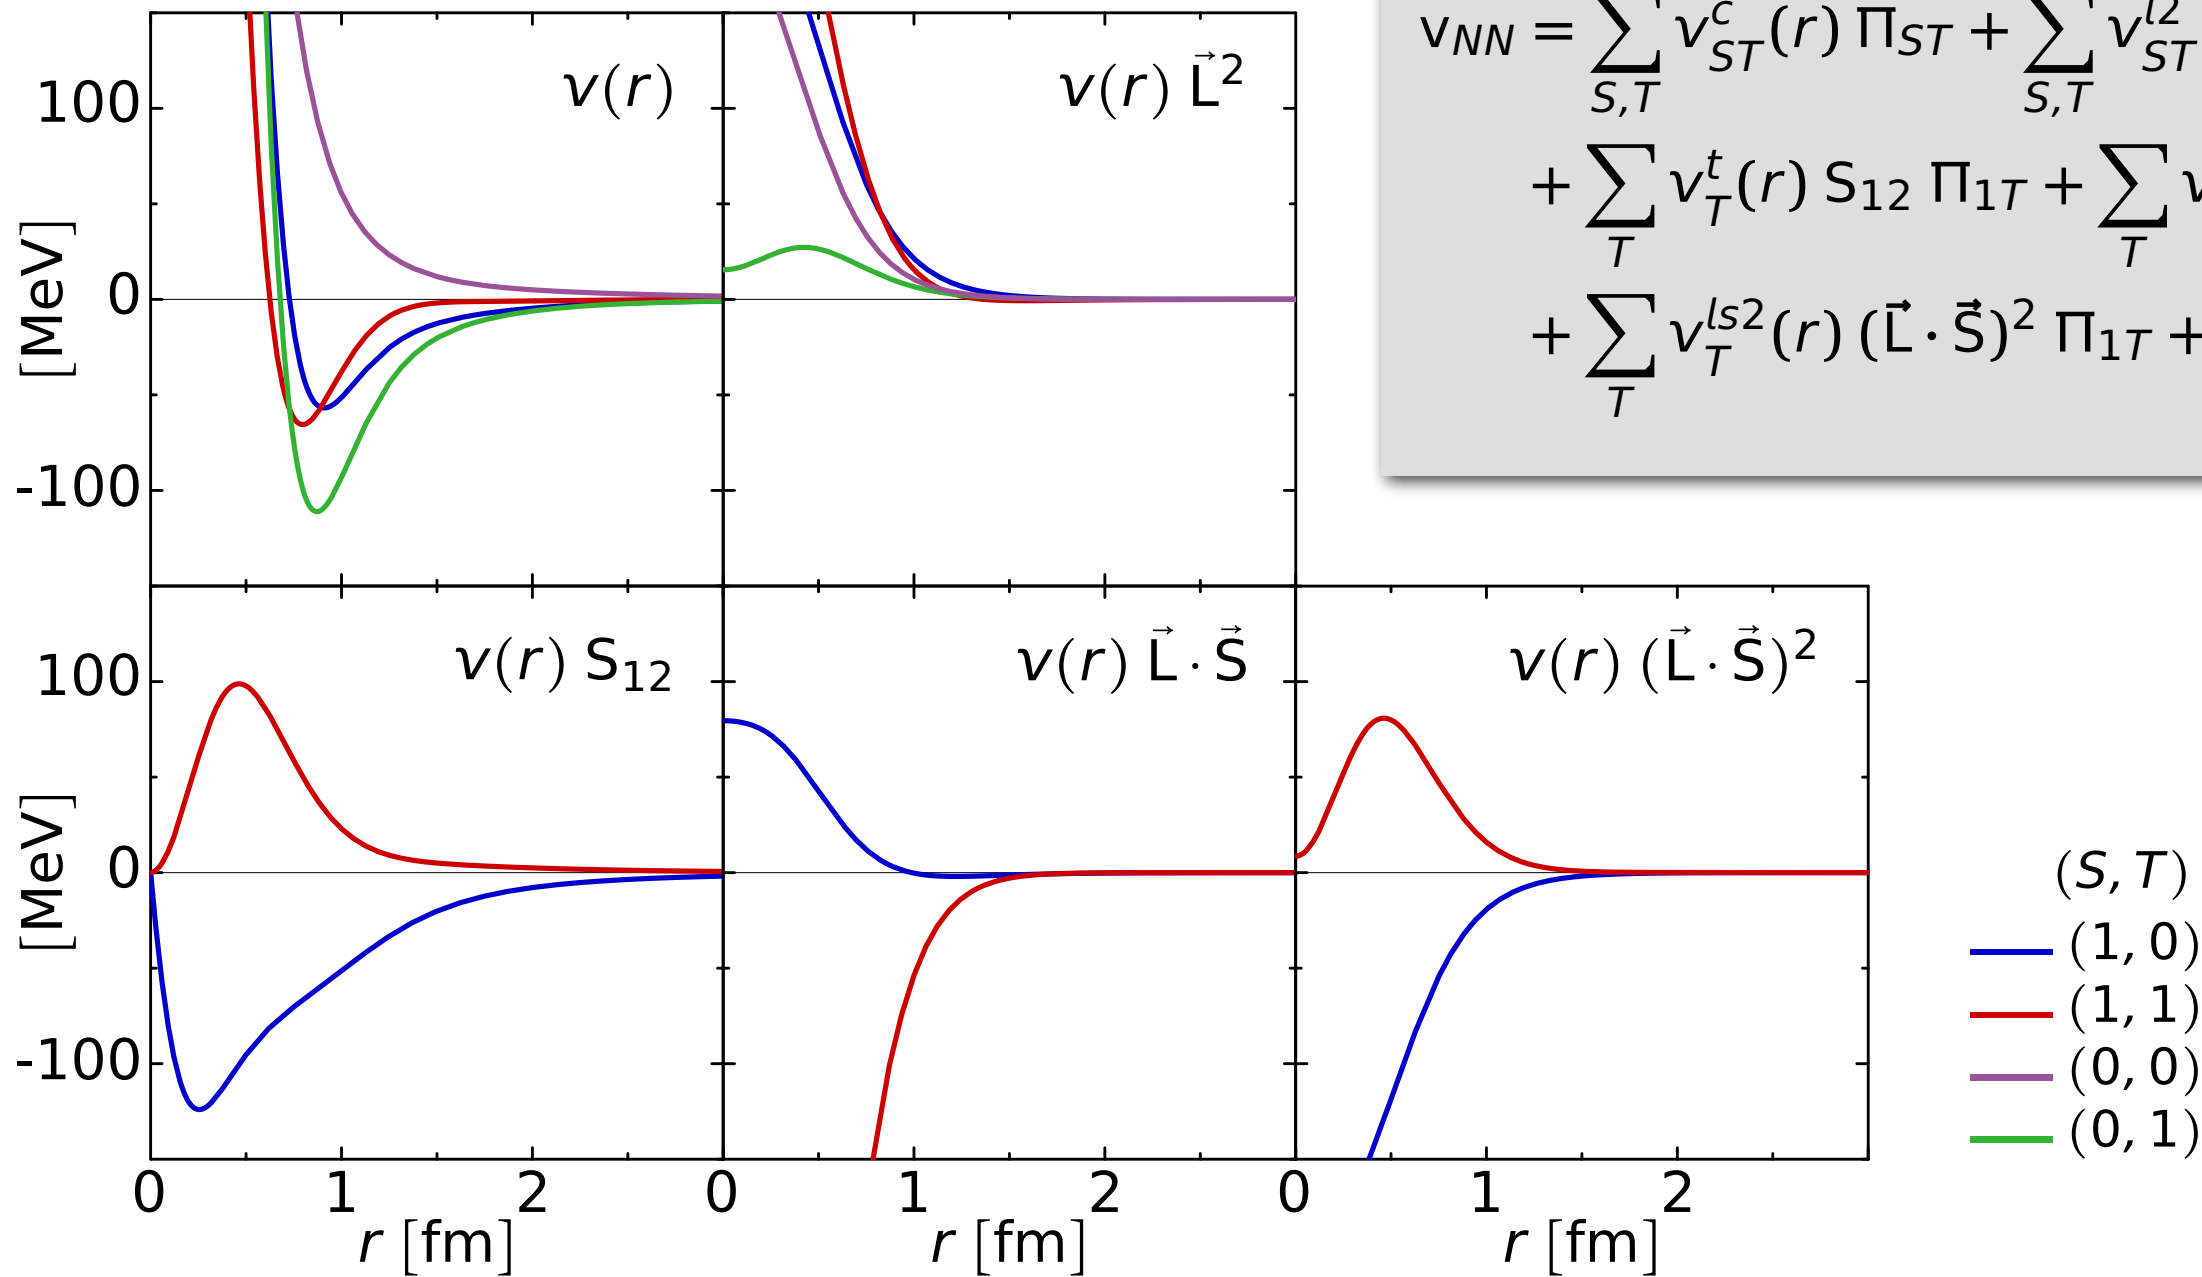 v(r)
v(r) L⃗²
100
0
-100
[MeV]
v_NN = ∑_{S,T} v^c_{ST}(r) Π_{ST} + ∑_{S,T} v^{l2}_{ST}
+ ∑_T v^t_T(r) S₁₂ Π_{1T} + ∑_T v
+ ∑_T v^{ls2}_T(r) (L⃗ · S⃗)² Π_{1T} +
v(r) S₁₂
v(r) L⃗ · S⃗
v(r) (L⃗ · S⃗)²
100
0
-100
[MeV]
0 1 2 0 1 2 0 1 2
r [fm] r [fm] r [fm]
(S, T)
(1, 0)
(1, 1)
(0, 0)
(0, 1)